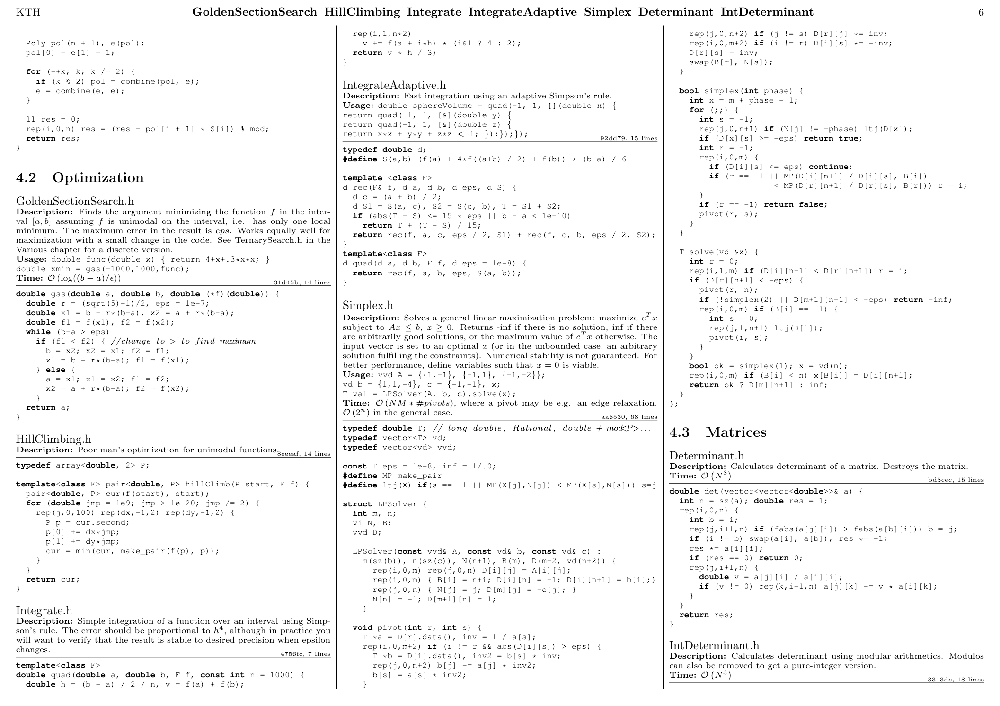 KTH
GoldenSectionSearch HillClimbing Integrate IntegrateAdaptive Simplex Determinant IntDeterminant
6
  Poly pol(n + 1), e(pol);
  pol[0] = e[1] = 1;

  for (++k; k; k /= 2) {
    if (k % 2) pol = combine(pol, e);
    e = combine(e, e);
  }

  ll res = 0;
  rep(i,0,n) res = (res + pol[i + 1] * S[i]) % mod;
  return res;
}

4.2 Optimization

GoldenSectionSearch.h
Description: Finds the argument minimizing the function f in the inter-
val [a, b] assuming f is unimodal on the interval, i.e. has only one local
minimum. The maximum error in the result is eps. Works equally well for
maximization with a small change in the code. See TernarySearch.h in the
Various chapter for a discrete version.
Usage: double func(double x) { return 4+x+.3*x*x; }
double xmin = gss(-1000,1000,func);
Time: O (log((b − a)/ϵ))
31d45b, 14 lines
double gss(double a, double b, double (*f)(double)) {
  double r = (sqrt(5)-1)/2, eps = 1e-7;
  double x1 = b - r*(b-a), x2 = a + r*(b-a);
  double f1 = f(x1), f2 = f(x2);
  while (b-a > eps)
    if (f1 < f2) { //change to > to find maximum
      b = x2; x2 = x1; f2 = f1;
      x1 = b - r*(b-a); f1 = f(x1);
    } else {
      a = x1; x1 = x2; f1 = f2;
      x2 = a + r*(b-a); f2 = f(x2);
    }
  return a;
}

HillClimbing.h
Description: Poor man's optimization for unimodal functions.
8eeeaf, 14 lines
typedef array<double, 2> P;

template<class F> pair<double, P> hillClimb(P start, F f) {
  pair<double, P> cur(f(start), start);
  for (double jmp = 1e9; jmp > 1e-20; jmp /= 2) {
    rep(j,0,100) rep(dx,-1,2) rep(dy,-1,2) {
      P p = cur.second;
      p[0] += dx*jmp;
      p[1] += dy*jmp;
      cur = min(cur, make_pair(f(p), p));
    }
  }
  return cur;
}

Integrate.h
Description: Simple integration of a function over an interval using Simp-
son's rule. The error should be proportional to h⁴, although in practice you
will want to verify that the result is stable to desired precision when epsilon
changes.
4756fc, 7 lines
template<class F>
double quad(double a, double b, F f, const int n = 1000) {
  double h = (b - a) / 2 / n, v = f(a) + f(b);
  rep(i,1,n*2)
    v += f(a + i*h) * (i&1 ? 4 : 2);
  return v * h / 3;
}

IntegrateAdaptive.h
Description: Fast integration using an adaptive Simpson's rule.
Usage: double sphereVolume = quad(-1, 1, [](double x) {
return quad(-1, 1, [&](double y) {
return quad(-1, 1, [&](double z) {
return x*x + y*y + z*z < 1; });});});
92dd79, 15 lines
typedef double d;
#define S(a,b) (f(a) + 4*f((a+b) / 2) + f(b)) * (b-a) / 6

template <class F>
d rec(F& f, d a, d b, d eps, d S) {
  d c = (a + b) / 2;
  d S1 = S(a, c), S2 = S(c, b), T = S1 + S2;
  if (abs(T - S) <= 15 * eps || b - a < 1e-10)
    return T + (T - S) / 15;
  return rec(f, a, c, eps / 2, S1) + rec(f, c, b, eps / 2, S2);
}
template<class F>
d quad(d a, d b, F f, d eps = 1e-8) {
  return rec(f, a, b, eps, S(a, b));
}

Simplex.h
Description: Solves a general linear maximization problem: maximize cᵀx
subject to Ax ≤ b, x ≥ 0. Returns -inf if there is no solution, inf if there
are arbitrarily good solutions, or the maximum value of cᵀx otherwise. The
input vector is set to an optimal x (or in the unbounded case, an arbitrary
solution fulfilling the constraints). Numerical stability is not guaranteed. For
better performance, define variables such that x = 0 is viable.
Usage: vvd A = {{1,-1}, {-1,1}, {-1,-2}};
vd b = {1,1,-4}, c = {-1,-1}, x;
T val = LPSolver(A, b, c).solve(x);
Time: O (NM ∗ #pivots), where a pivot may be e.g. an edge relaxation.
O (2ⁿ) in the general case.
aa8530, 68 lines
typedef double T; // long double, Rational, double + mod<P>...
typedef vector<T> vd;
typedef vector<vd> vvd;

const T eps = 1e-8, inf = 1/.0;
#define MP make_pair
#define ltj(X) if(s == -1 || MP(X[j],N[j]) < MP(X[s],N[s])) s=j

struct LPSolver {
  int m, n;
  vi N, B;
  vvd D;

  LPSolver(const vvd& A, const vd& b, const vd& c) :
    m(sz(b)), n(sz(c)), N(n+1), B(m), D(m+2, vd(n+2)) {
      rep(i,0,m) rep(j,0,n) D[i][j] = A[i][j];
      rep(i,0,m) { B[i] = n+i; D[i][n] = -1; D[i][n+1] = b[i];}
      rep(j,0,n) { N[j] = j; D[m][j] = -c[j]; }
      N[n] = -1; D[m+1][n] = 1;
    }

  void pivot(int r, int s) {
    T *a = D[r].data(), inv = 1 / a[s];
    rep(i,0,m+2) if (i != r && abs(D[i][s]) > eps) {
      T *b = D[i].data(), inv2 = b[s] * inv;
      rep(j,0,n+2) b[j] -= a[j] * inv2;
      b[s] = a[s] * inv2;
    }
    rep(j,0,n+2) if (j != s) D[r][j] *= inv;
    rep(i,0,m+2) if (i != r) D[i][s] *= -inv;
    D[r][s] = inv;
    swap(B[r], N[s]);
  }

  bool simplex(int phase) {
    int x = m + phase - 1;
    for (;;) {
      int s = -1;
      rep(j,0,n+1) if (N[j] != -phase) ltj(D[x]);
      if (D[x][s] >= -eps) return true;
      int r = -1;
      rep(i,0,m) {
        if (D[i][s] <= eps) continue;
        if (r == -1 || MP(D[i][n+1] / D[i][s], B[i])
                     < MP(D[r][n+1] / D[r][s], B[r])) r = i;
      }
      if (r == -1) return false;
      pivot(r, s);
    }
  }

  T solve(vd &x) {
    int r = 0;
    rep(i,1,m) if (D[i][n+1] < D[r][n+1]) r = i;
    if (D[r][n+1] < -eps) {
      pivot(r, n);
      if (!simplex(2) || D[m+1][n+1] < -eps) return -inf;
      rep(i,0,m) if (B[i] == -1) {
        int s = 0;
        rep(j,1,n+1) ltj(D[i]);
        pivot(i, s);
      }
    }
    bool ok = simplex(1); x = vd(n);
    rep(i,0,m) if (B[i] < n) x[B[i]] = D[i][n+1];
    return ok ? D[m][n+1] : inf;
  }
};

4.3 Matrices

Determinant.h
Description: Calculates determinant of a matrix. Destroys the matrix.
Time: O (N³)
bd5cec, 15 lines
double det(vector<vector<double>>& a) {
  int n = sz(a); double res = 1;
  rep(i,0,n) {
    int b = i;
    rep(j,i+1,n) if (fabs(a[j][i]) > fabs(a[b][i])) b = j;
    if (i != b) swap(a[i], a[b]), res *= -1;
    res *= a[i][i];
    if (res == 0) return 0;
    rep(j,i+1,n) {
      double v = a[j][i] / a[i][i];
      if (v != 0) rep(k,i+1,n) a[j][k] -= v * a[i][k];
    }
  }
  return res;
}

IntDeterminant.h
Description: Calculates determinant using modular arithmetics. Modulos
can also be removed to get a pure-integer version.
Time: O (N³)
3313dc, 18 lines